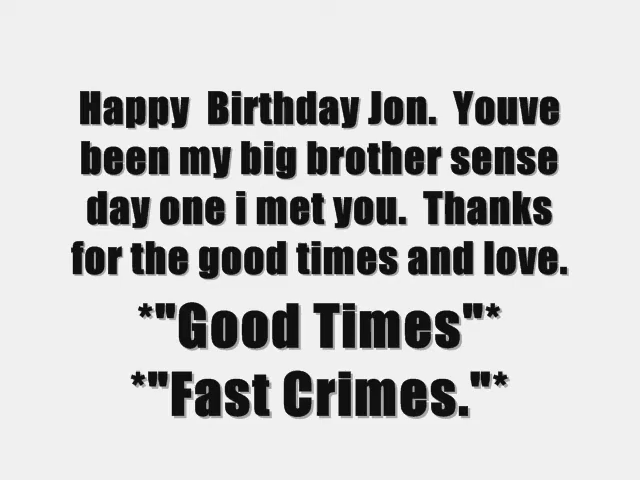 Happy  Birthday Jon.  Youve
been my big brother sense
day one i met you.  Thanks
for the good times and love.
*"Good Times"*
*"Fast Crimes."*